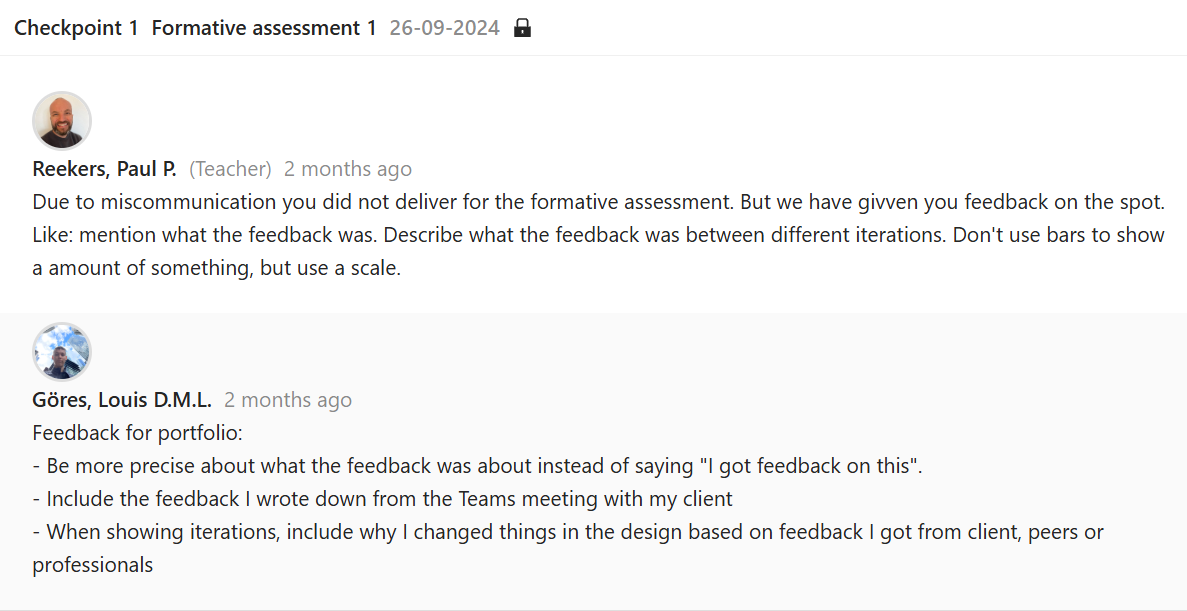 Checkpoint 1 Formative assessment 1 26-09-2024
Reekers, Paul P. (Teacher) 2 months ago
Due to miscommunication you did not deliver for the formative assessment. But we have givven you feedback on the spot.
Like: mention what the feedback was. Describe what the feedback was between different iterations. Don't use bars to show
a amount of something, but use a scale.
Göres, Louis D.M.L. 2 months ago
Feedback for portfolio:
- Be more precise about what the feedback was about instead of saying "I got feedback on this".
- Include the feedback I wrote down from the Teams meeting with my client
- When showing iterations, include why I changed things in the design based on feedback I got from client, peers or
professionals